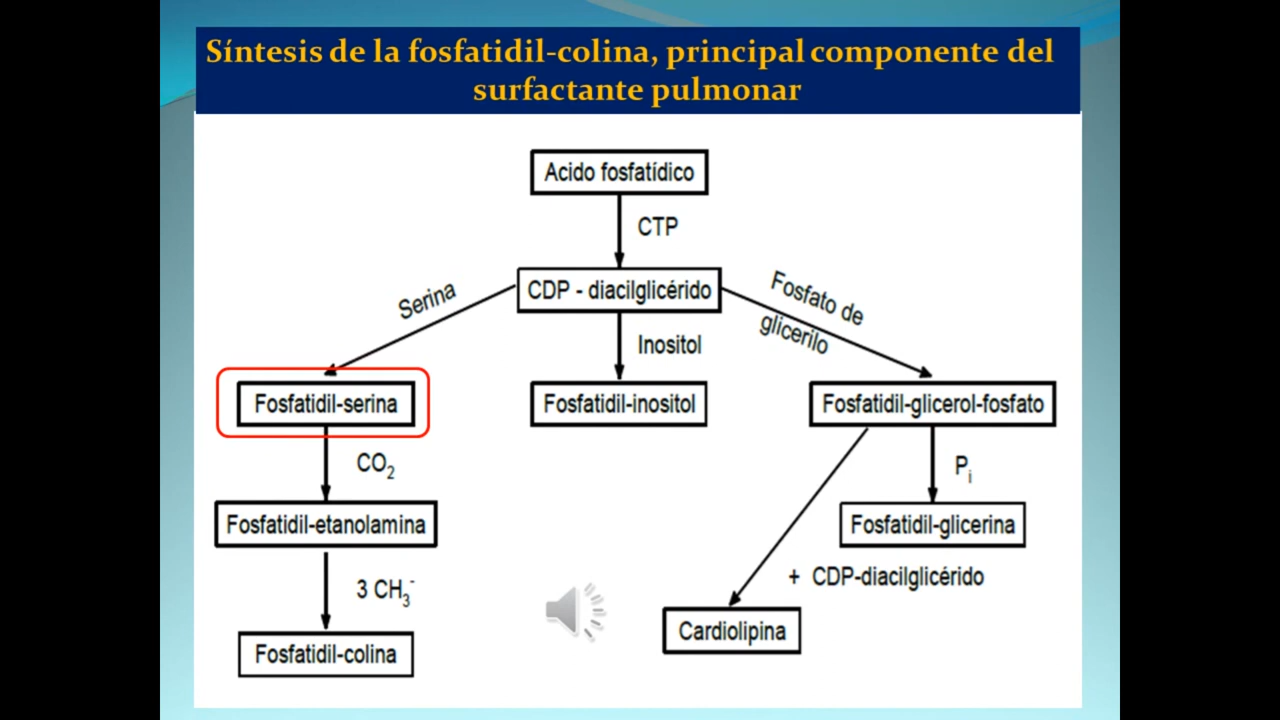 Síntesis de la fosfatidil-colina, principal componente del
surfactante pulmonar
Acido fosfatídico
CTP
CDP - diacilglicérido
Serina
Inositol
Fosfato de
glicerilo
Fosfatidil-serina
Fosfatidil-inositol
Fosfatidil-glicerol-fosfato
CO₂
Pᵢ
Fosfatidil-etanolamina
Fosfatidil-glicerina
3 CH₃⁻
+ CDP-diacilglicérido
Cardiolipina
Fosfatidil-colina